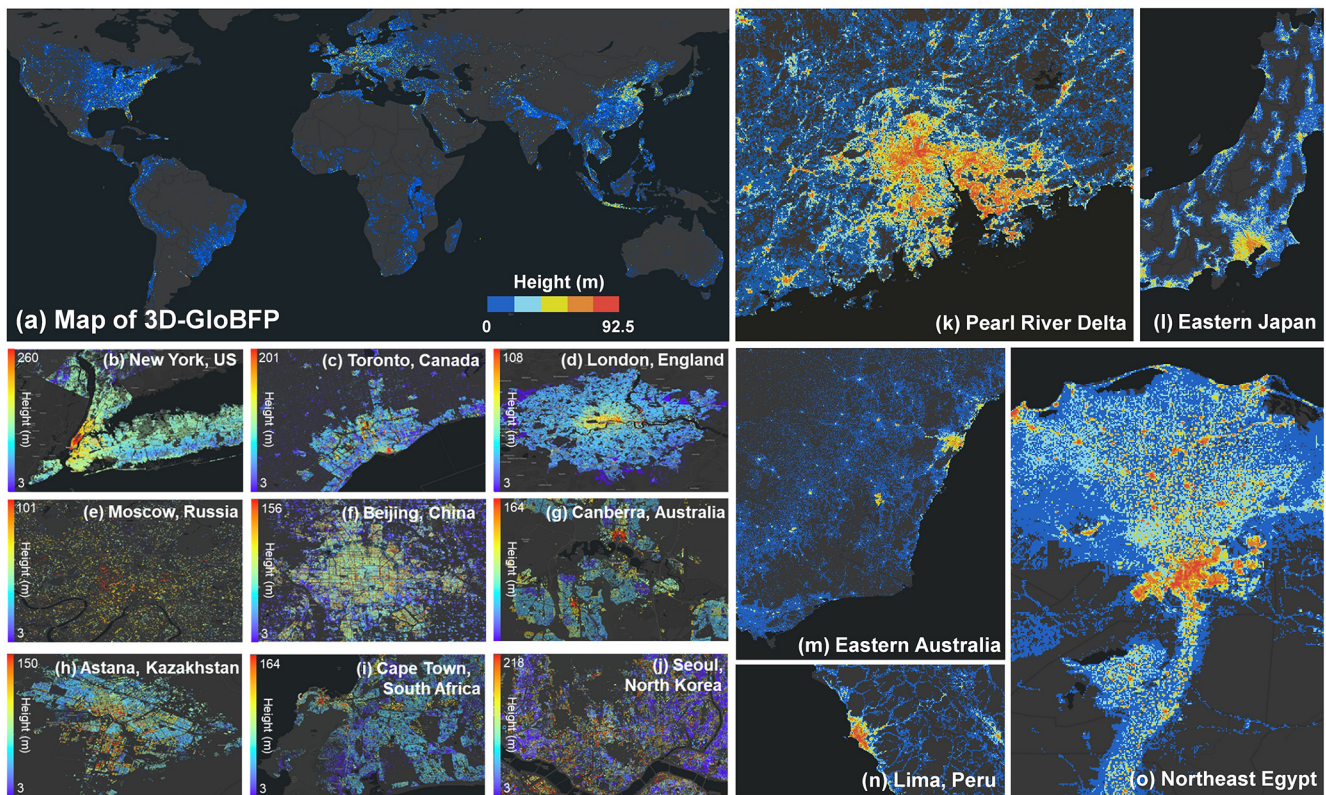 Height (m)
0 92.5
(a) Map of 3D-GloBFP
(k) Pearl River Delta
(l) Eastern Japan
260
Height (m)
3
(b) New York, US
201
Height (m)
3
(c) Toronto, Canada
108
Height (m)
3
(d) London, England
101
Height (m)
3
(e) Moscow, Russia
156
Height (m)
3
(f) Beijing, China
164
Height (m)
3
(g) Canberra, Australia
150
Height (m)
3
(h) Astana, Kazakhstan
164
Height (m)
3
(i) Cape Town,
South Africa
218
Height (m)
3
(j) Seoul,
North Korea
(m) Eastern Australia
(n) Lima, Peru
(o) Northeast Egypt